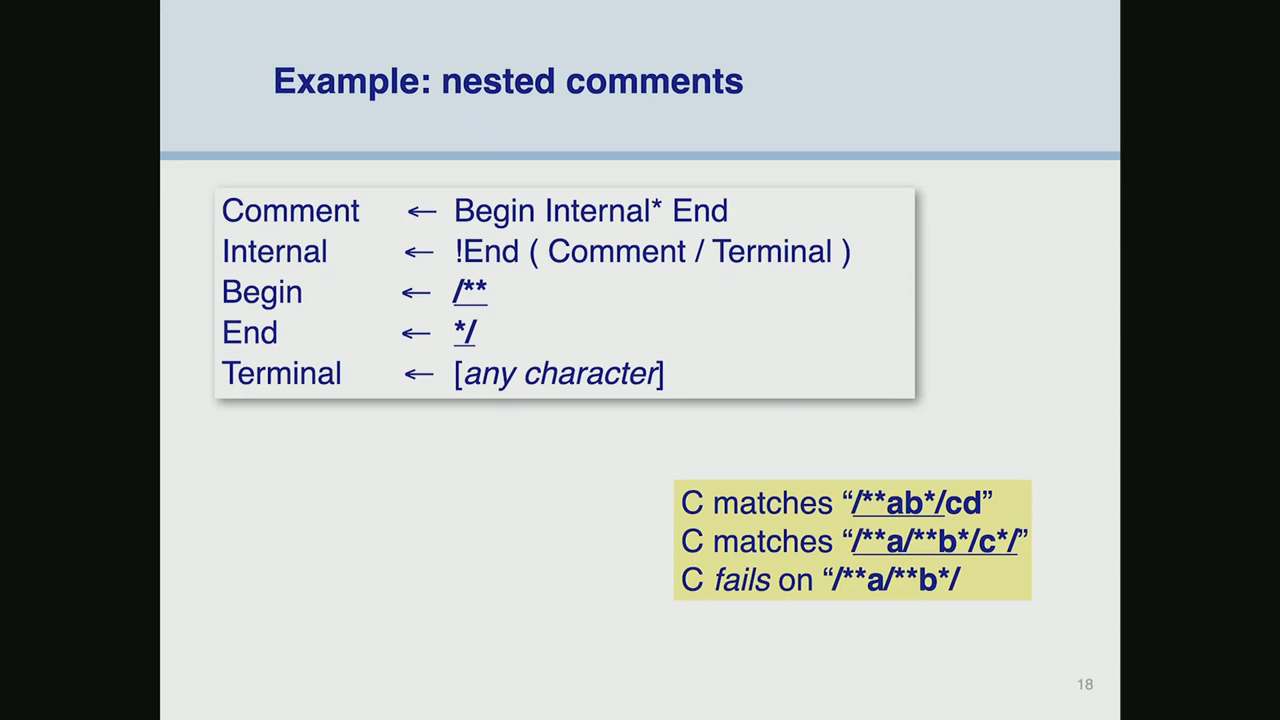 Example: nested comments
Comment ← Begin Internal* End
Internal ← !End ( Comment / Terminal )
Begin ← /**
End ← */
Terminal ← [any character]
C matches “/**ab*/cd”
C matches “/**a/**b*/c*/”
C fails on “/**a/**b*/
18